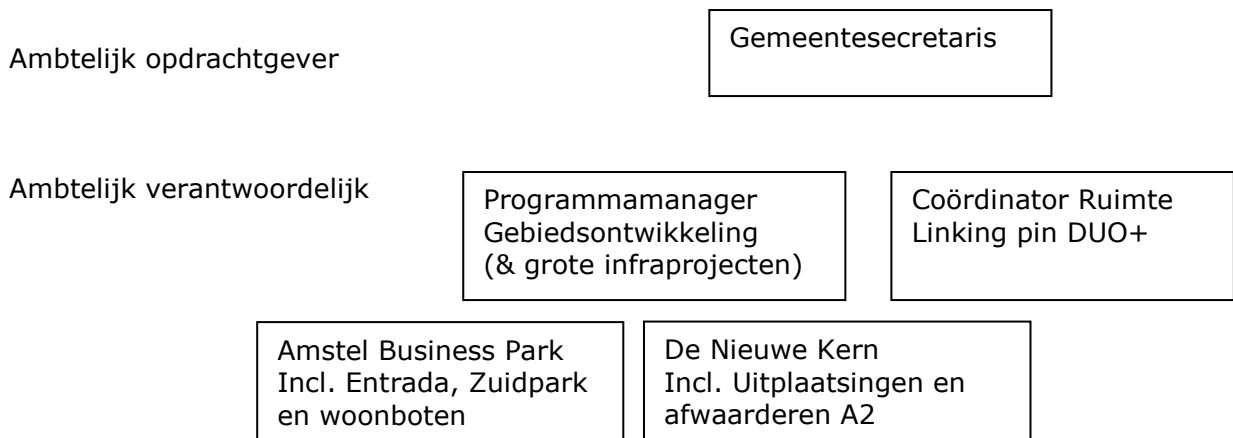 Ambtelijk opdrachtgever
Gemeentesecretaris
Ambtelijk verantwoordelijk
Programmamanager
Gebiedsontwikkeling
(& grote infraprojecten)
Coördinator Ruimte
Linking pin DUO+
Amstel Business Park
Incl. Entrada, Zuidpark
en woonboten
De Nieuwe Kern
Incl. Uitplaatsingen en
afwaarderen A2